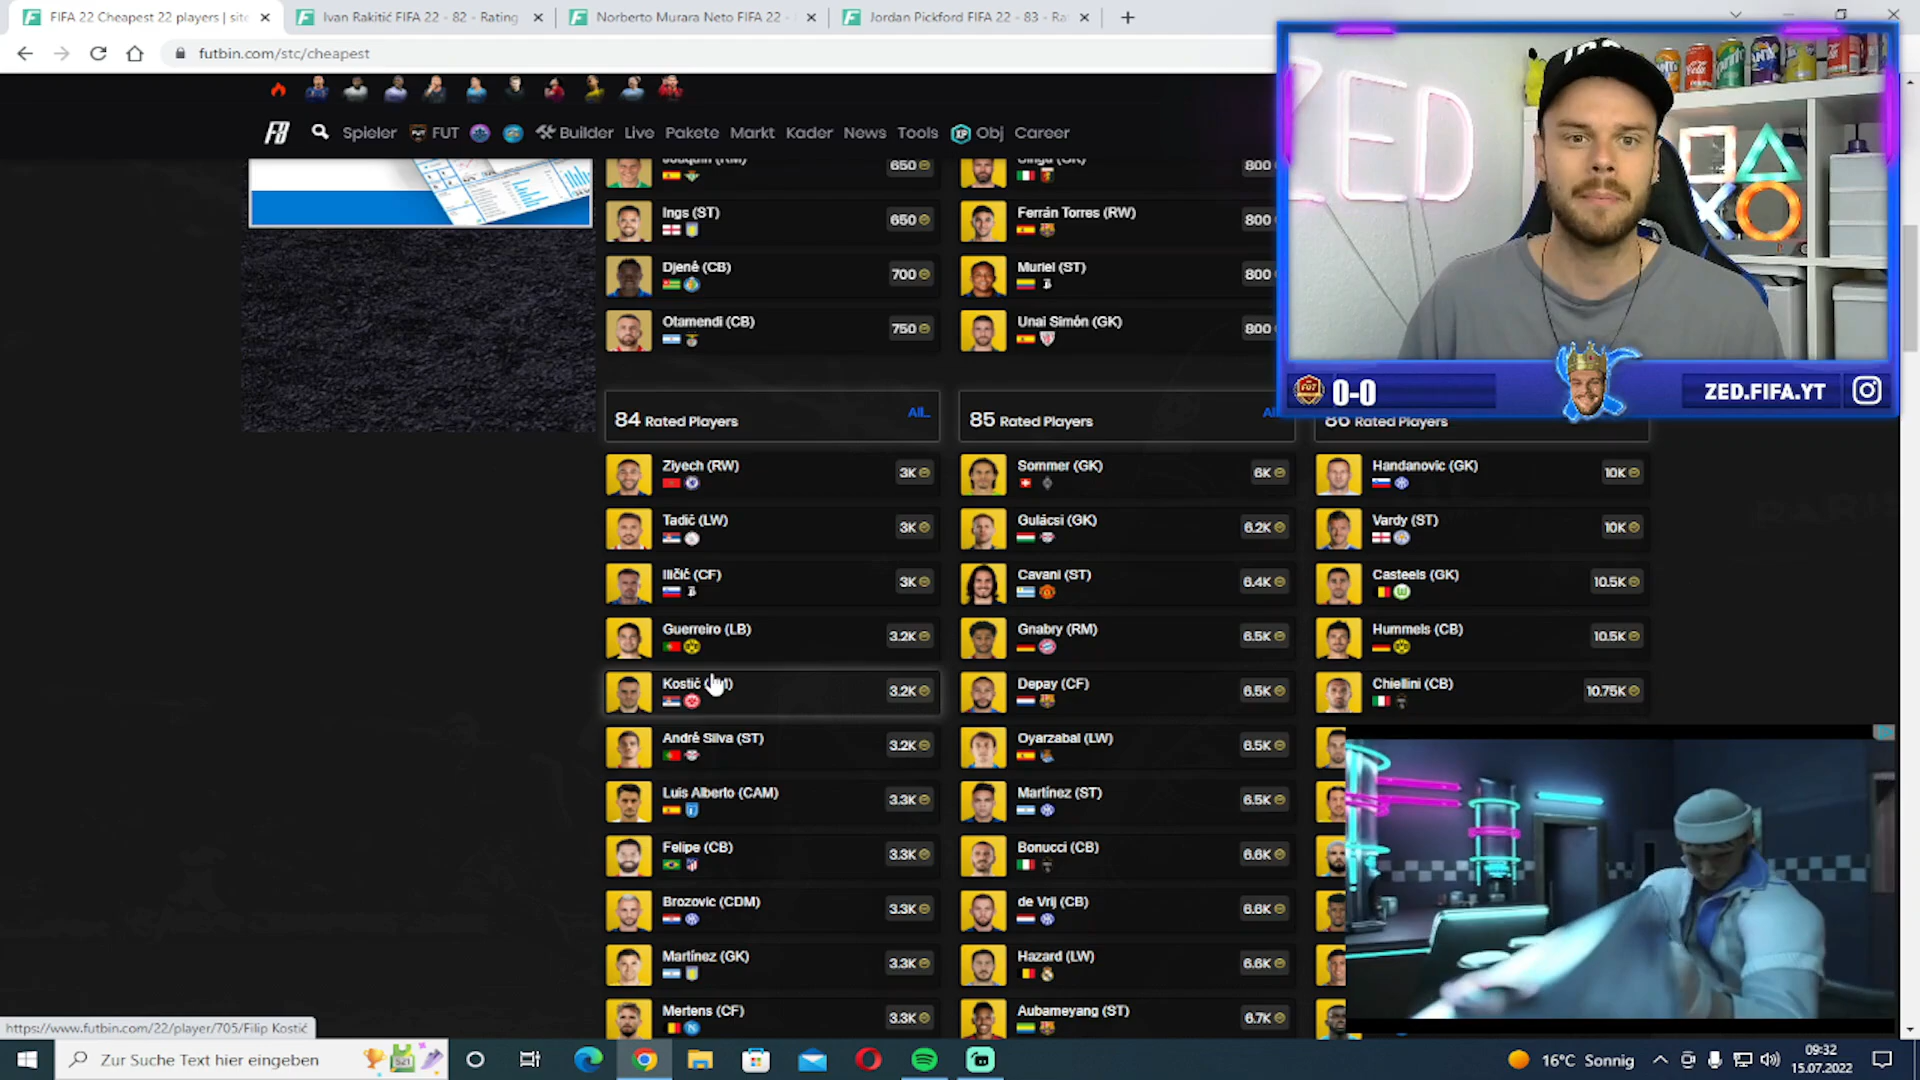 FIFA 22 Cheapest 22 players | site
Ivan Rakitić FIFA 22 - 82 - Rating
Norberto Murara Neto FIFA 22 -
Jordan Pickford FIFA 22 - 83 - Ra
futbin.com/stc/cheapest
Spieler FUT Builder Live Pakete Markt Kader News Tools Obj Career
650
800
Ings (ST) 650
Ferrán Torres (RW) 800
Djené (CB) 700
Muriel (ST) 800
Otamendi (CB) 750
Unai Simón (GK) 800
ZED
0-0
ZED.FIFA.YT
84 Rated Players
85 Rated Players
86 Rated Players
Ziyech (RW) 3K
Sommer (GK) 6K
Handanovic (GK) 10K
Tadić (LW) 3K
Gulácsi (GK) 6.2K
Vardy (ST) 10K
Iličić (CF) 3K
Cavani (ST) 6.4K
Casteels (GK) 10.5K
Guerreiro (LB) 3.2K
Gnabry (RM) 6.5K
Hummels (CB) 10.5K
Kostić 3.2K
Depay (CF) 6.5K
Chiellini (CB) 10.75K
André Silva (ST) 3.2K
Oyarzabal (LW) 6.5K
Luis Alberto (CAM) 3.3K
Martínez (ST) 6.5K
Felipe (CB) 3.3K
Bonucci (CB) 6.6K
Brozovic (CDM) 3.3K
de Vrij (CB) 6.6K
Martínez (GK) 3.3K
Hazard (LW) 6.6K
Mertens (CF) 3.3K
Aubameyang (ST) 6.7K
https://www.futbin.com/22/player/705/Filip Kostić
Zur Suche Text hier eingeben
16°C Sonnig
09:32
15.07.2022